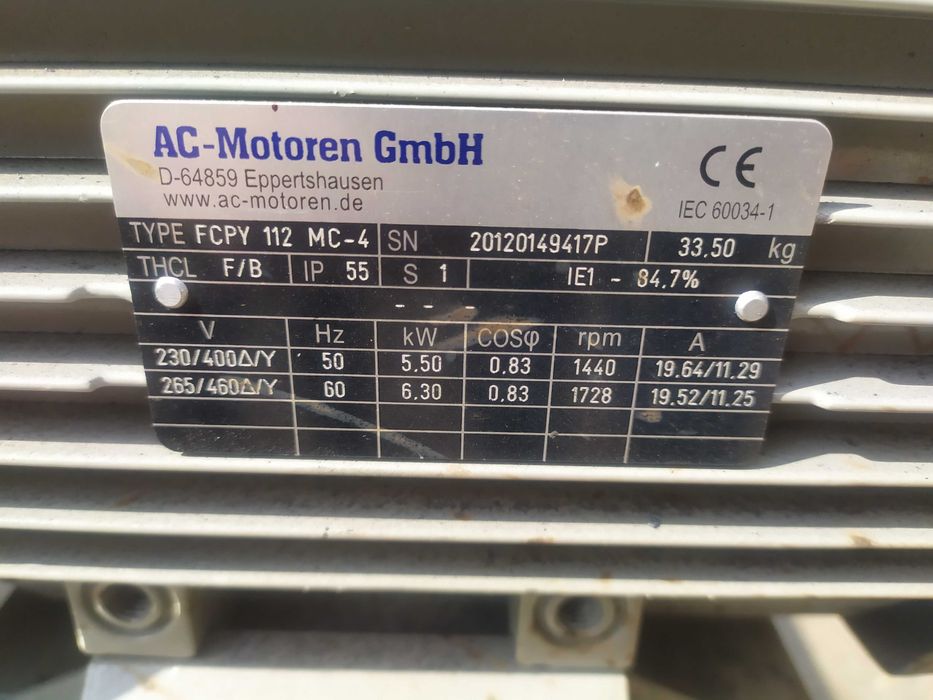 AC-Motoren GmbH
D-64859 Eppertshausen
www.ac-motoren.de
CE
IEC 60034-1
TYPE FCPY 112 MC-4 SN 20120149417P 33.50 kg
THCL F/B IP 55 S 1 IE1 - 84.7%
- - -
V Hz kW COSφ rpm A
230/400Δ/Y 50 5.50 0.83 1440 19.64/11.29
265/460Δ/Y 60 6.30 0.83 1728 19.52/11.25